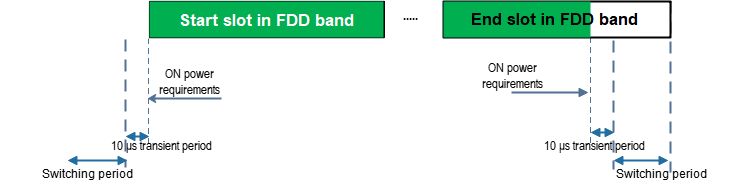 Start slot in FDD band
.....
End slot in FDD band
ON power
requirements
ON power
requirements
10 µs transient period
10 µs transient period
Switching period
Switching period